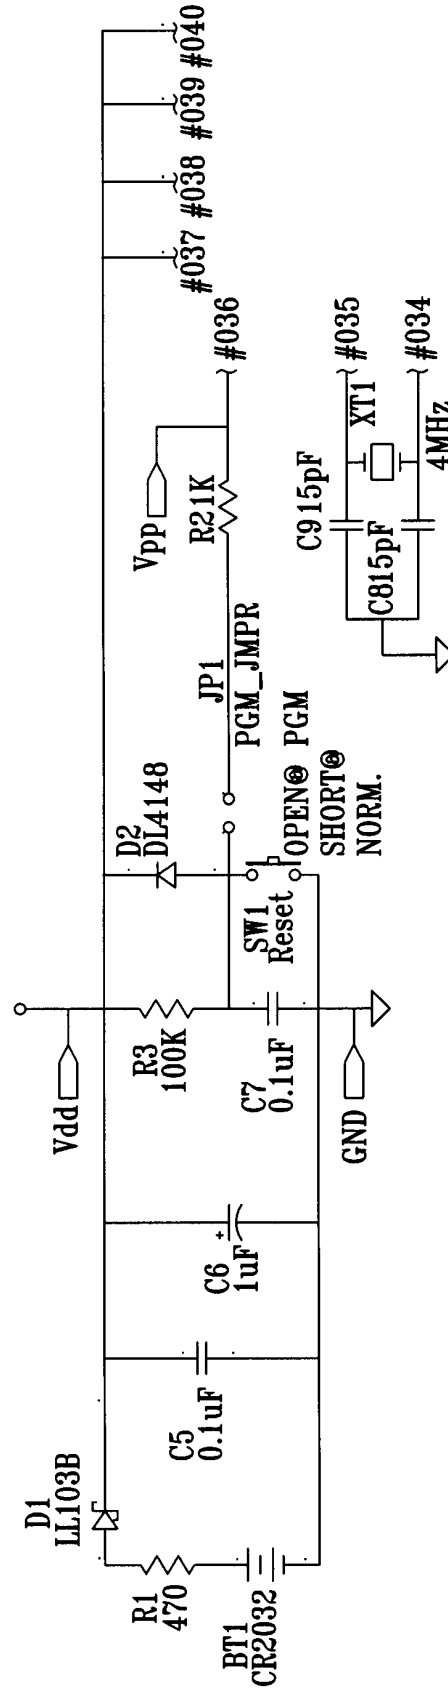 D1
LL103B
R1
470
BT1
CR2032
C5
0.1uF
+
C6
1uF
Vdd
R3
100K
C7
0.1uF
GND
D2
DL4148
SW1
Reset
OPEN@ PGM
SHORT@
NORM.
JP1
PGM_JMPR
Vpp
R21K
#036
#037
#038
#039
#040
C915pF
C815pF
XT1
4MHz
#035
#034